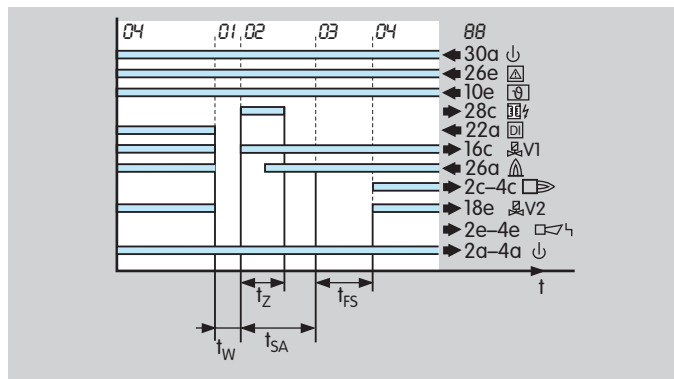 04 01 02 03 04 88
30a
26e
10e
28c
22a DI
16c V1
26a
2c–4c
18e V2
2e–4e
2a–4a
t
tZ tFS
tW tSA